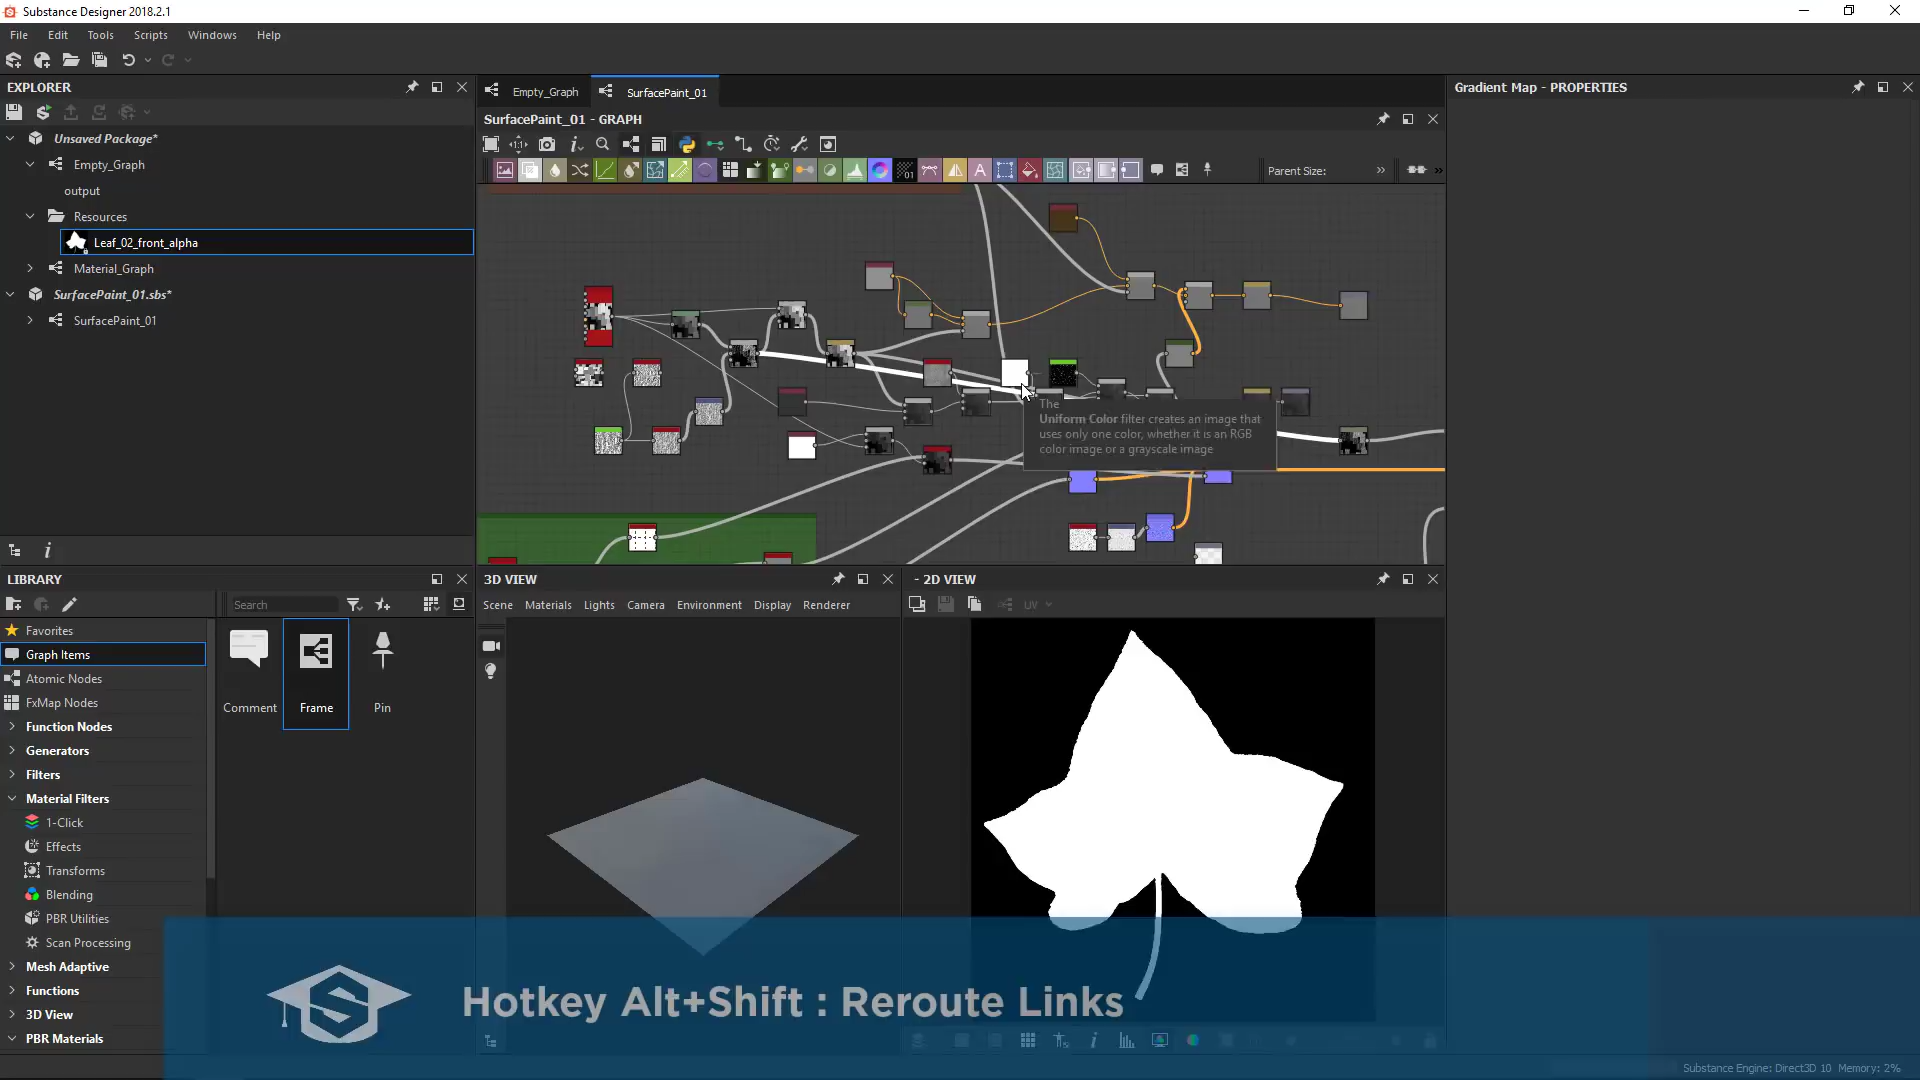 Substance Designer 2018.2.1
File Edit Tools Scripts Windows Help
EXPLORER
Unsaved Package*
Empty_Graph
output
Resources
Leaf_02_front_alpha
Material_Graph
SurfacePaint_01.sbs*
SurfacePaint_01
Empty_Graph
SurfacePaint_01
SurfacePaint_01 - GRAPH
Parent Size:
The
Uniform Color filter creates an image that
uses only one color, whether it is an RGB
color image or a grayscale image
Gradient Map - PROPERTIES
LIBRARY
Search
Favorites
Graph Items
Atomic Nodes
FxMap Nodes
Function Nodes
Generators
Filters
Material Filters
1-Click
Effects
Transforms
Blending
PBR Utilities
Scan Processing
Mesh Adaptive
Functions
3D View
PBR Materials
Comment
Frame
Pin
3D VIEW
Scene Materials Lights Camera Environment Display Renderer
- 2D VIEW
UV
Hotkey Alt+Shift : Reroute Links
Substance Engine: Direct3D 10 Memory: 2%